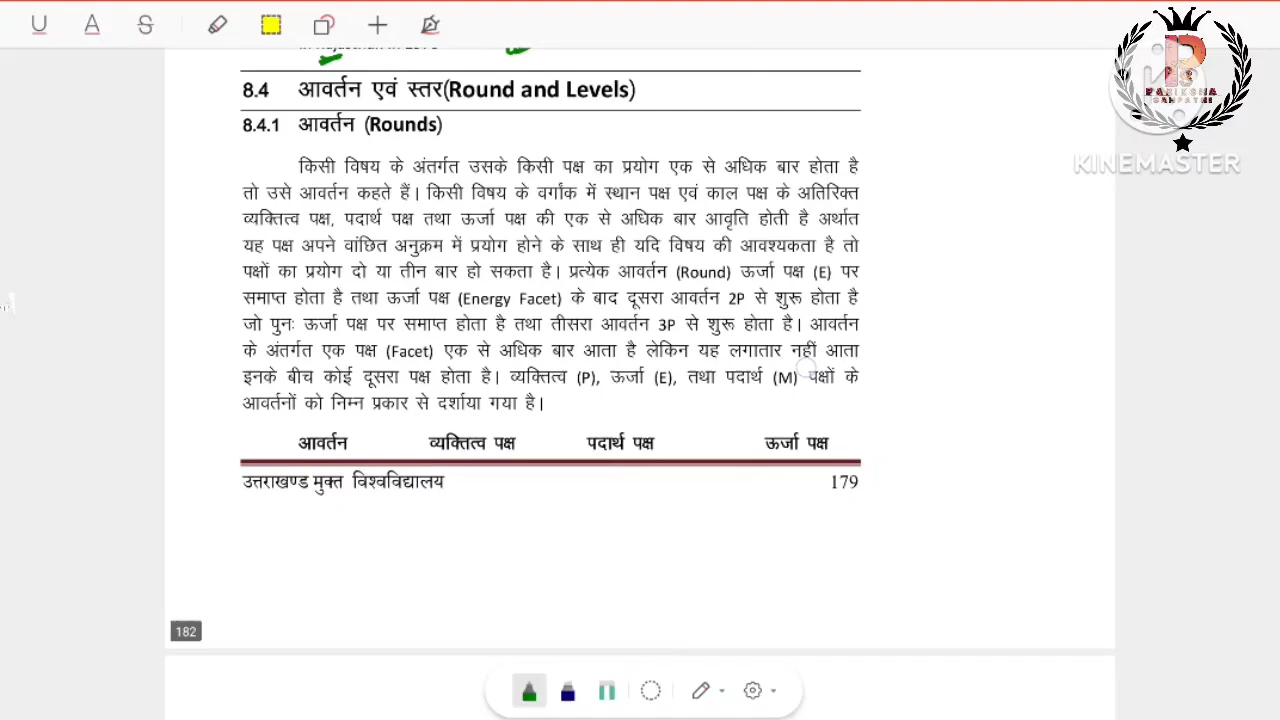 8.4 आवर्तन एवं स्तर(Round and Levels)
8.4.1 आवर्तन (Rounds)
किसी विषय के अंतर्गत उसके किसी पक्ष का प्रयोग एक से अधिक बार होता है
तो उसे आवर्तन कहते हैं। किसी विषय के वर्गांक में स्थान पक्ष एवं काल पक्ष के अतिरिक्त
व्यक्तित्व पक्ष, पदार्थ पक्ष तथा ऊर्जा पक्ष की एक से अधिक बार आवृति होती है अर्थात
यह पक्ष अपने वांछित अनुक्रम में प्रयोग होने के साथ ही यदि विषय की आवश्यकता है तो
पक्षों का प्रयोग दो या तीन बार हो सकता है। प्रत्येक आवर्तन (Round) ऊर्जा पक्ष (E) पर
समाप्त होता है तथा ऊर्जा पक्ष (Energy Facet) के बाद दूसरा आवर्तन 2P से शुरू होता है
जो पुनः ऊर्जा पक्ष पर समाप्त होता है तथा तीसरा आवर्तन 3P से शुरू होता है। आवर्तन
के अंतर्गत एक पक्ष (Facet) एक से अधिक बार आता है लेकिन यह लगातार नहीं आता
इनके बीच कोई दूसरा पक्ष होता है। व्यक्तित्व (P), ऊर्जा (E), तथा पदार्थ (M) पक्षों के
आवर्तनों को निम्न प्रकार से दर्शाया गया है।
आवर्तन व्यक्तित्व पक्ष पदार्थ पक्ष ऊर्जा पक्ष
उत्तराखण्ड मुक्त विश्वविद्यालय 179
182
PARIKSHA
SAHPATHI
KINEMASTER